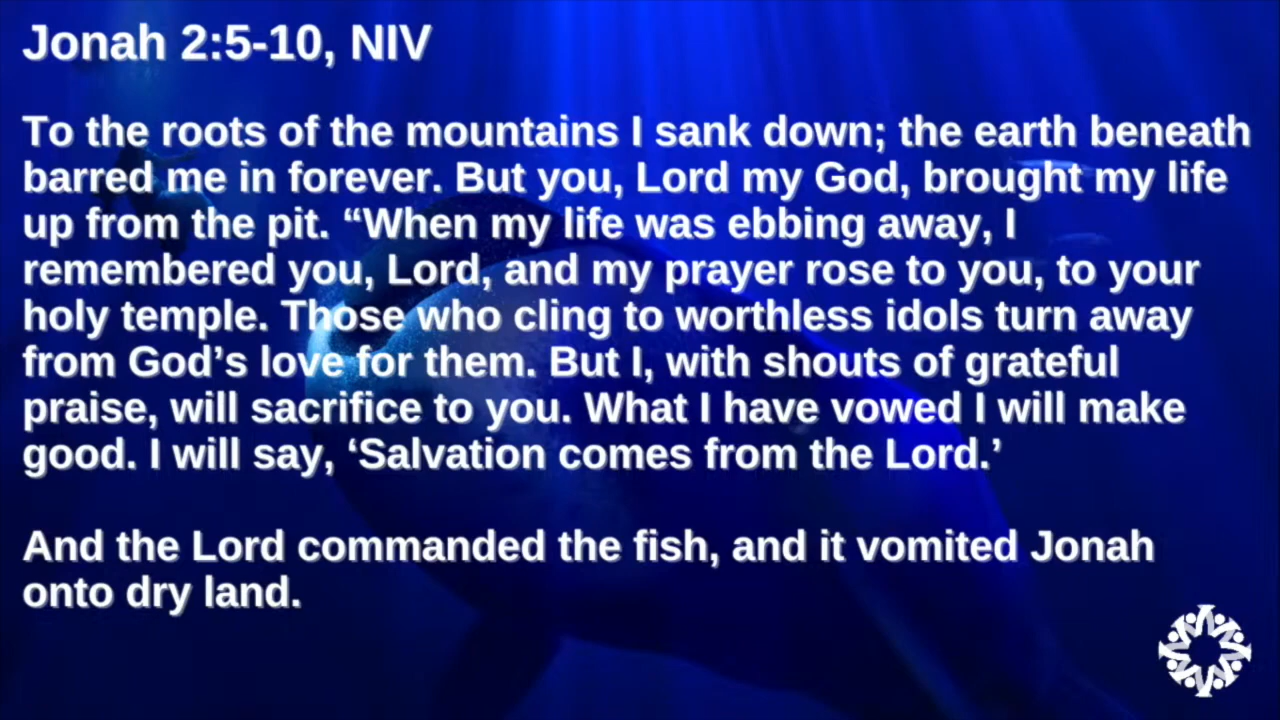 Jonah 2:5-10, NIV
To the roots of the mountains I sank down; the earth beneath
barred me in forever. But you, Lord my God, brought my life
up from the pit. “When my life was ebbing away, I
remembered you, Lord, and my prayer rose to you, to your
holy temple. Those who cling to worthless idols turn away
from God’s love for them. But I, with shouts of grateful
praise, will sacrifice to you. What I have vowed I will make
good. I will say, ‘Salvation comes from the Lord.’
And the Lord commanded the fish, and it vomited Jonah
onto dry land.